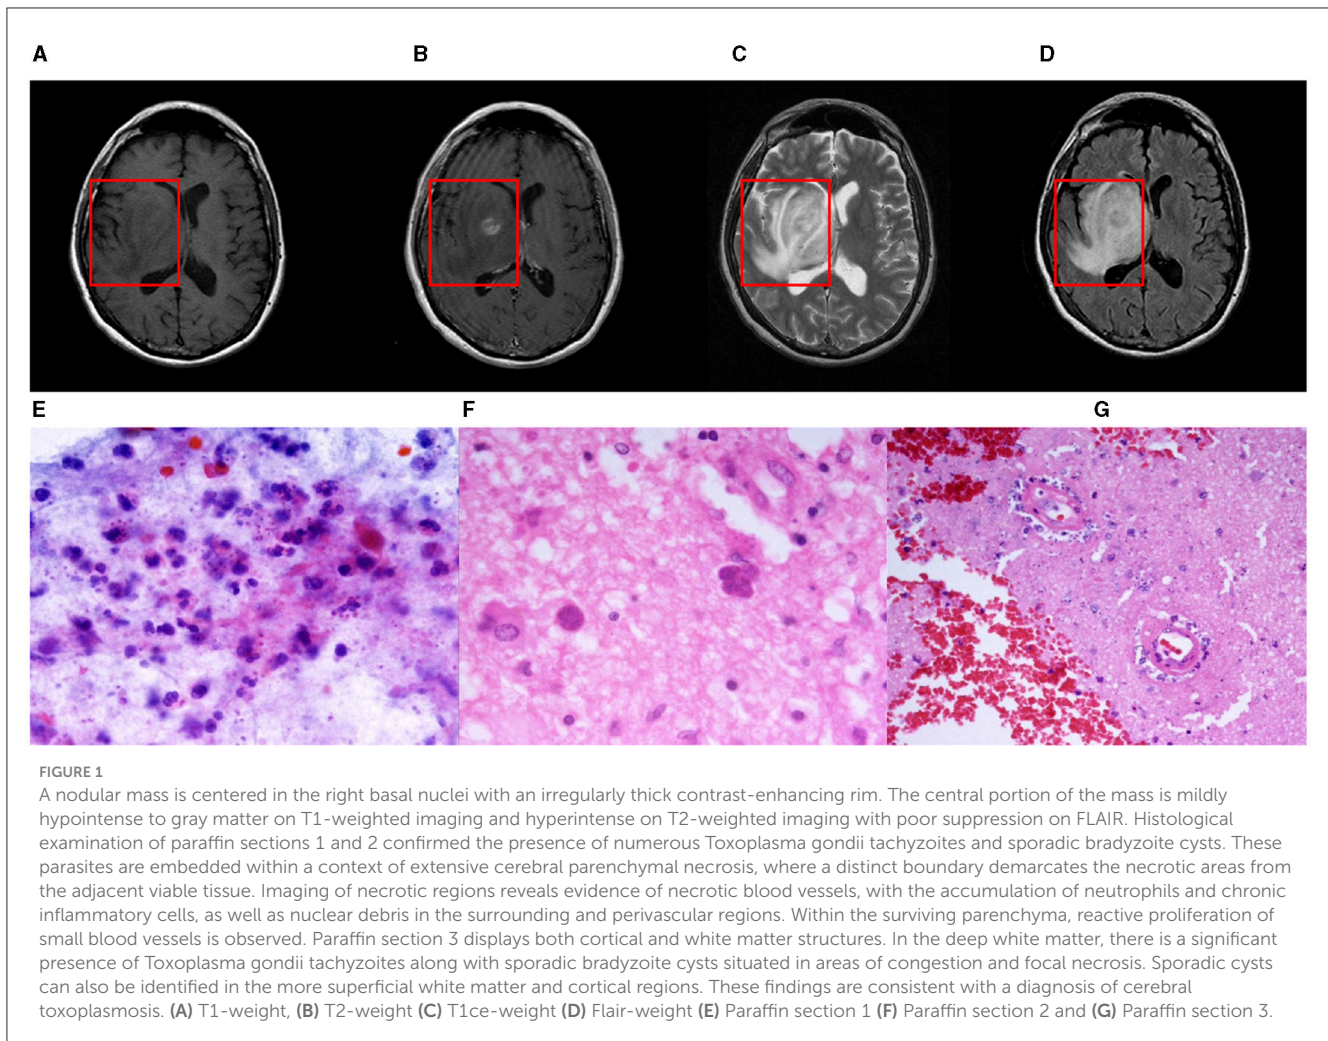 A
B
C
D
E
F
G
FIGURE 1
A nodular mass is centered in the right basal nuclei with an irregularly thick contrast-enhancing rim. The central portion of the mass is mildly
hypointense to gray matter on T1-weighted imaging and hyperintense on T2-weighted imaging with poor suppression on FLAIR. Histological
examination of paraffin sections 1 and 2 confirmed the presence of numerous Toxoplasma gondii tachyzoites and sporadic bradyzoite cysts. These
parasites are embedded within a context of extensive cerebral parenchymal necrosis, where a distinct boundary demarcates the necrotic areas from
the adjacent viable tissue. Imaging of necrotic regions reveals evidence of necrotic blood vessels, with the accumulation of neutrophils and chronic
inflammatory cells, as well as nuclear debris in the surrounding and perivascular regions. Within the surviving parenchyma, reactive proliferation of
small blood vessels is observed. Paraffin section 3 displays both cortical and white matter structures. In the deep white matter, there is a significant
presence of Toxoplasma gondii tachyzoites along with sporadic bradyzoite cysts situated in areas of congestion and focal necrosis. Sporadic cysts
can also be identified in the more superficial white matter and cortical regions. These findings are consistent with a diagnosis of cerebral
toxoplasmosis. (A) T1-weight, (B) T2-weight (C) T1ce-weight (D) Flair-weight (E) Paraffin section 1 (F) Paraffin section 2 and (G) Paraffin section 3.